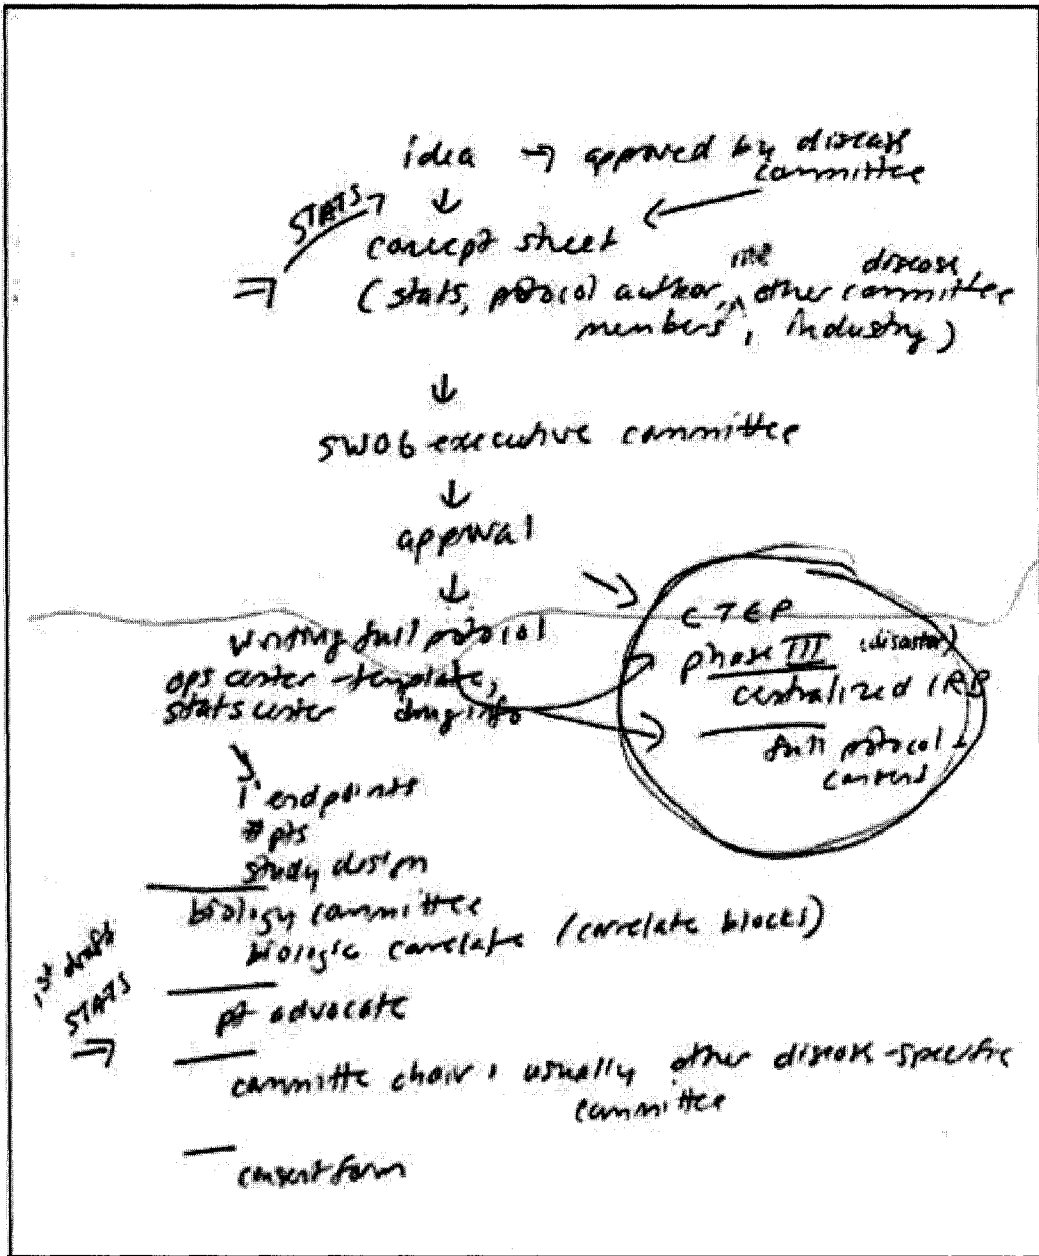 idea → approved by disease
committee
STATS
concept sheet
(stats, protocol author, other disease
committee
members, industry)
SWOG executive committee
approval
writing full protocol
ops center - template,
stats center drug info
CTEP
phase III (disaster)
centralized IRB
full protocol +
consent
1° endpoints
# pts
study design
biology committee
biologic correlate (correlate blocks)
1st draft
STATS
pt advocate
committe chair, usually other disease-specific
committee
consent form